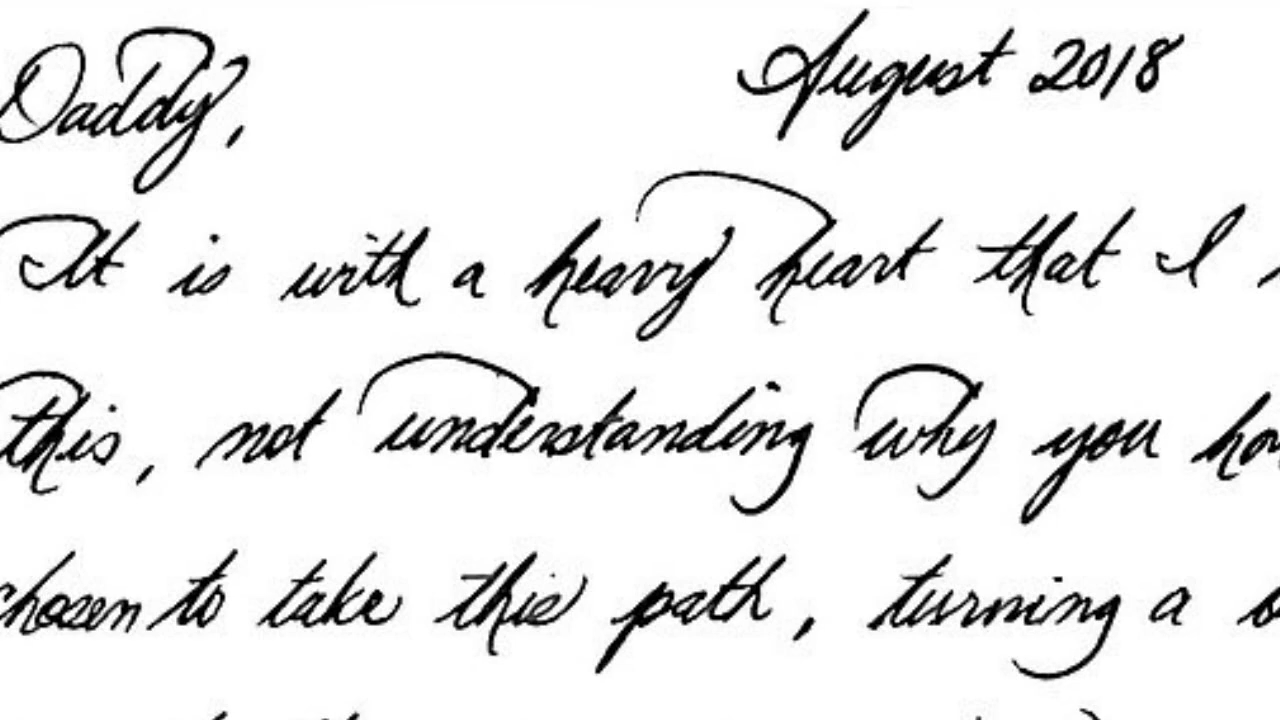 Daddy, August 2018
It is with a heavy heart that I
this, not understanding why you
chosen to take this path, turning a